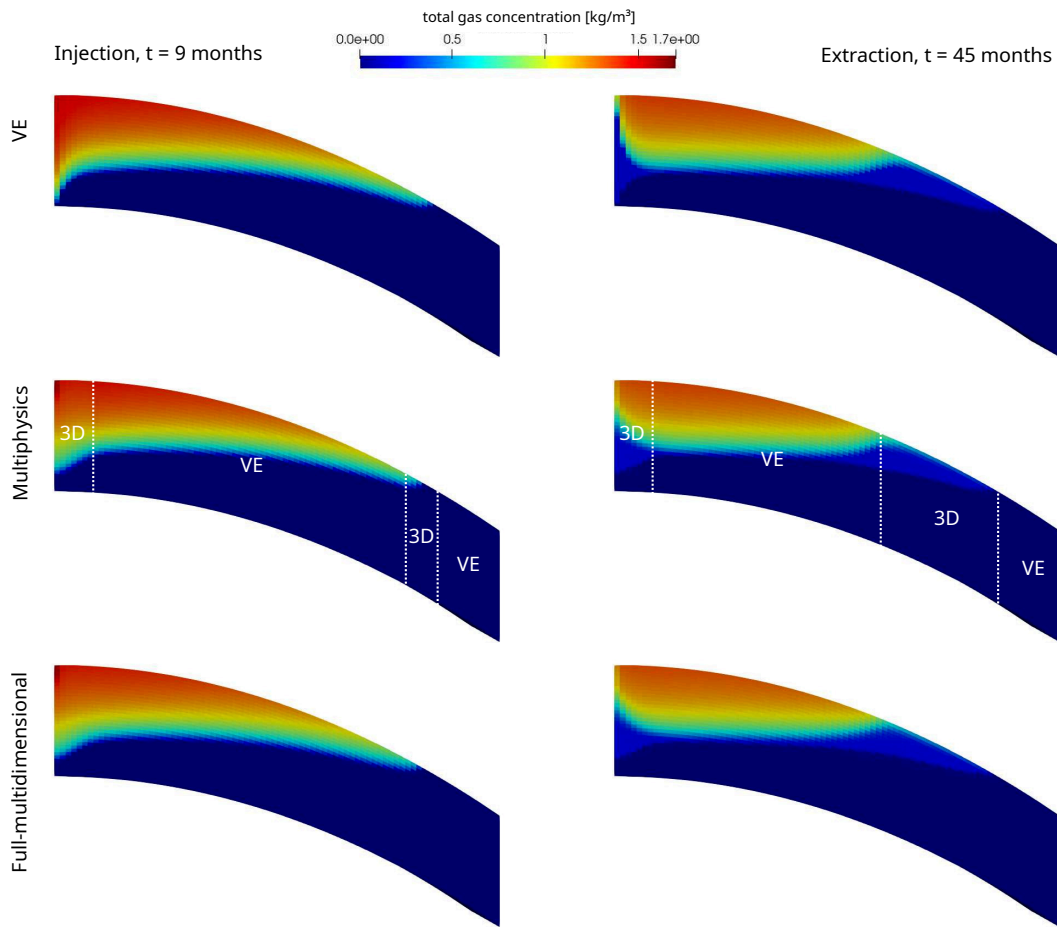 total gas concentration [kg/m³]
0.0e+00 0.5 1 1.5 1.7e+00
Injection, t = 9 months
Extraction, t = 45 months
VE
Multiphysics
3D
VE
3D
VE
3D
VE
3D
VE
Full-multidimensional